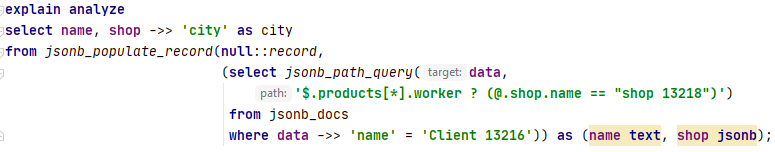 explain analyze
select name, shop ->> 'city' as city
from jsonb_populate_record(null::record,
(select jsonb_path_query( target: data,
path: '$.products[*].worker ? (@.shop.name == "shop 13218")')
from jsonb_docs
where data ->> 'name' = 'Client 13216')) as (name text, shop jsonb);